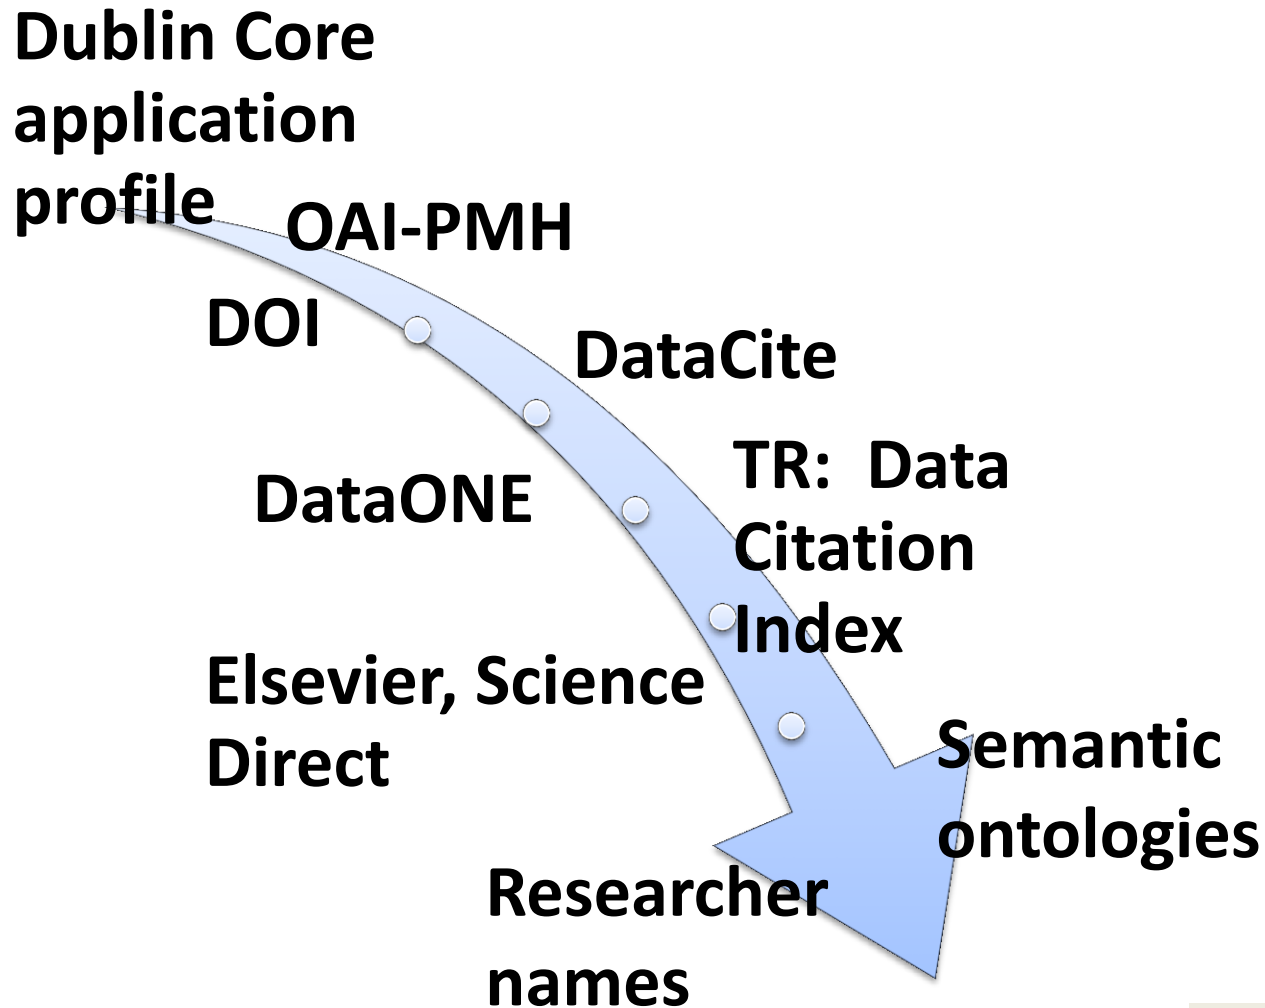 Dublin Core
application
profile
OAI-PMH
DOI
DataCite
TR:  Data
Citation
Index
DataONE
Elsevier, Science
Direct
Semantic
ontologies
Researcher
names